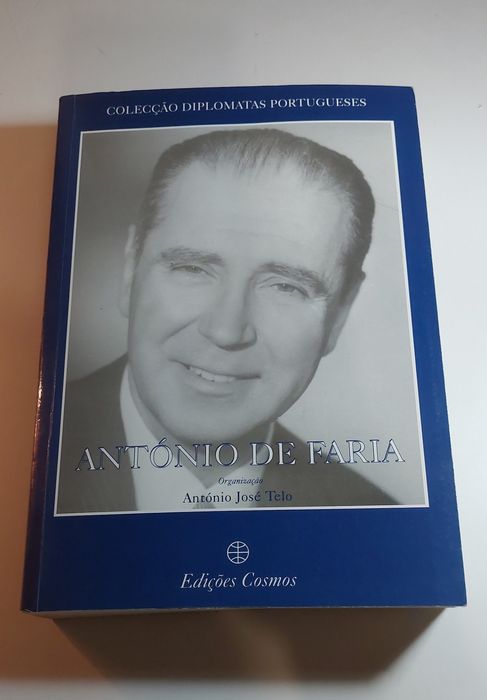 COLECÇÃO DIPLOMATAS PORTUGUESES
ANTÓNIO DE FARIA
Organização
António José Telo
Edições Cosmos